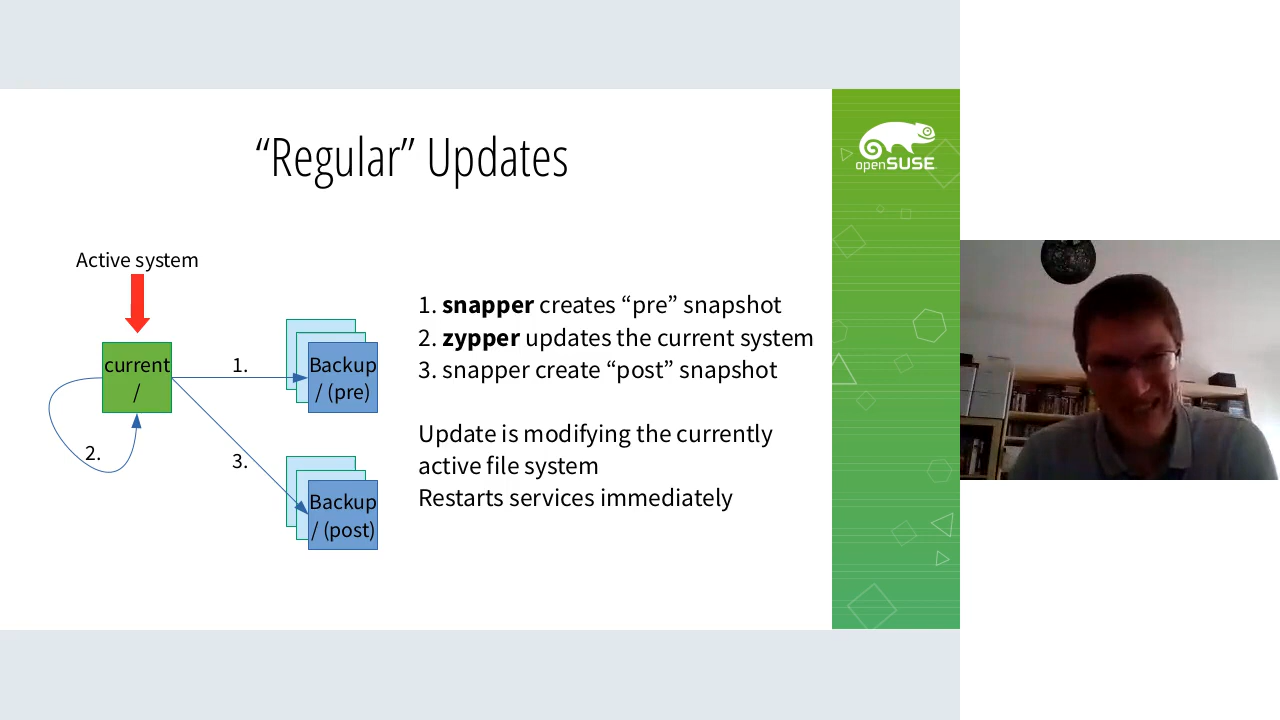 “Regular” Updates
openSUSE
Active system
current
/
1.
Backup
/ (pre)
2.
3.
Backup
/ (post)
1. snapper creates “pre” snapshot
2. zypper updates the current system
3. snapper create “post” snapshot
Update is modifying the currently
active file system
Restarts services immediately